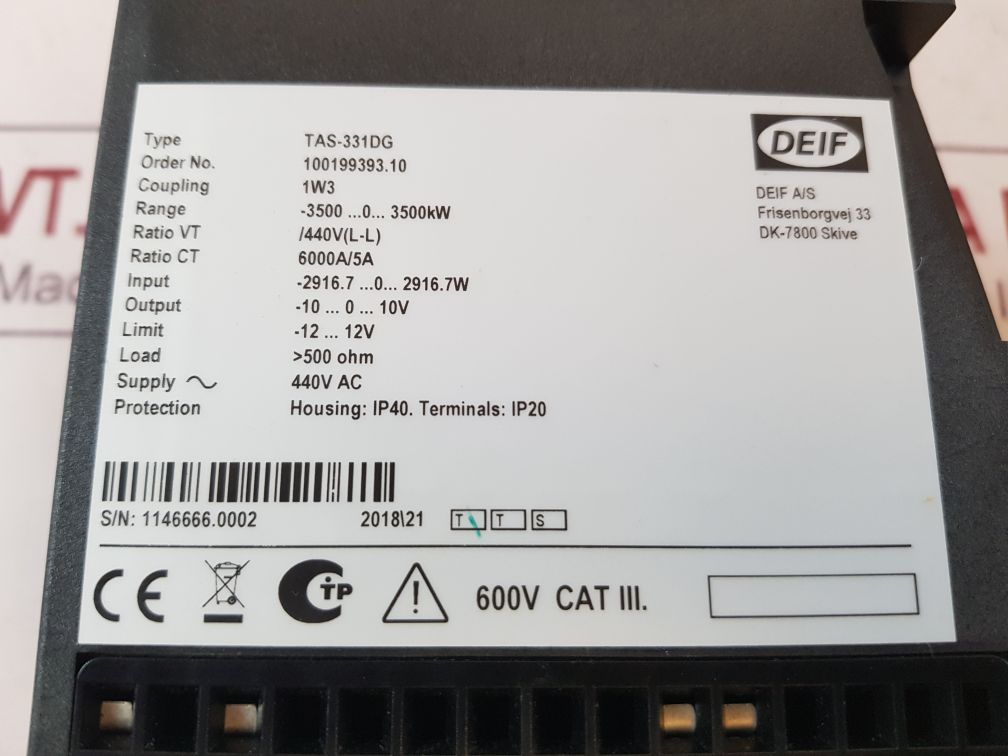 DEIF
Type TAS-331DG
Order No. 100199393.10
Coupling 1W3
Range -3500 ...0... 3500kW
Ratio VT /440V(L-L)
Ratio CT 6000A/5A
Input -2916.7 ...0... 2916.7W
Output -10 ... 0 ... 10V
Limit -12 ... 12V
Load >500 ohm
Supply 440V AC
Protection Housing: IP40. Terminals: IP20
DEIF A/S
Frisenborgvej 33
DK-7800 Skive
S/N: 1146666.0002 2018\21 T T S
CE TP 600V CAT III.
VT.
Mac